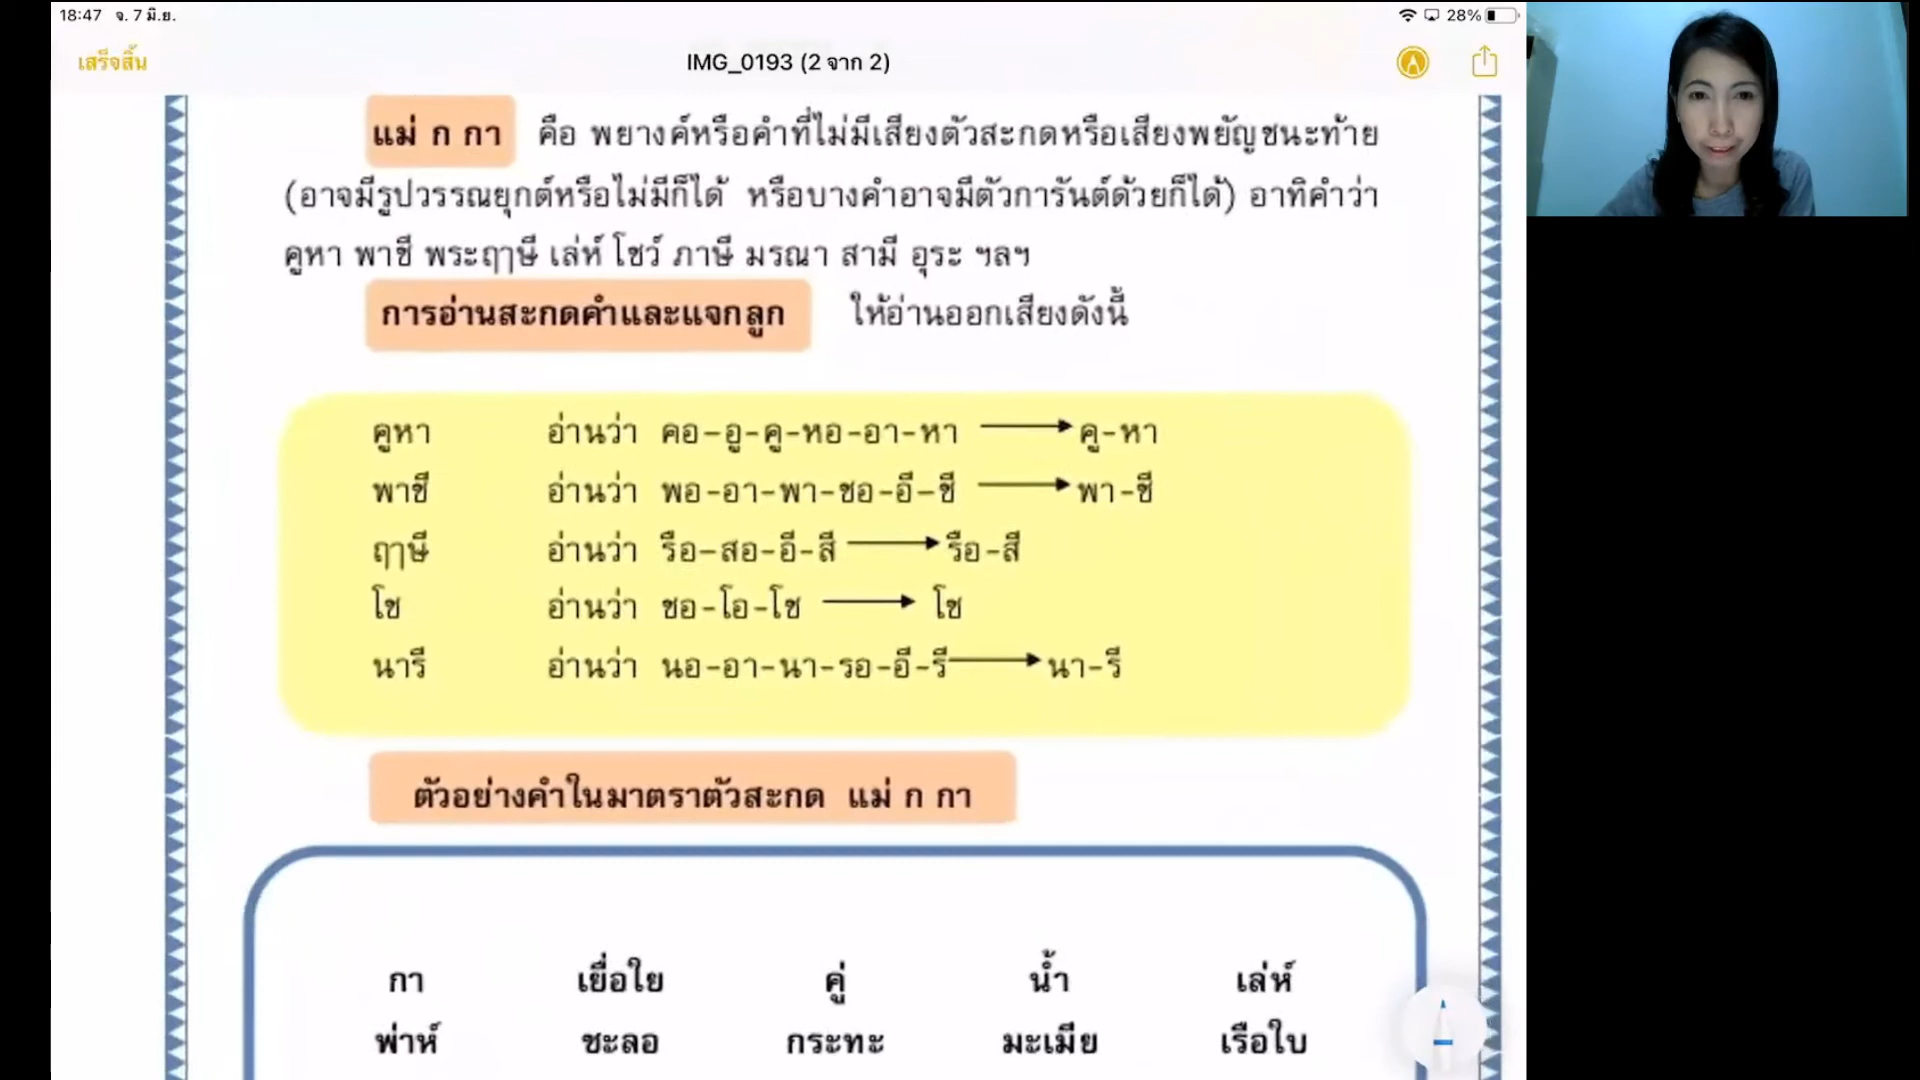 18:47 จ. 7 มิ.ย.
28%
เสร็จสิ้น
IMG_0193 (2 จาก 2)
แม่ ก กา คือ พยางค์หรือคำที่ไม่มีเสียงตัวสะกดหรือเสียงพยัญชนะท้าย
(อาจมีรูปวรรณยุกต์หรือไม่มีก็ได้ หรือบางคำอาจมีตัวการันต์ด้วยก็ได้) อาทิคำว่า
คูหา พาชี พระฤๅษี เล่ห์ โชว์ ภาษี มรณา สามี อุระ ฯลฯ
การอ่านสะกดคำและแจกลูก ให้อ่านออกเสียงดังนี้
คูหา อ่านว่า คอ-อู-คู-หอ-อา-หา → คู-หา
พาชี อ่านว่า พอ-อา-พา-ชอ-อี-ชี → พา-ชี
ฤๅษี อ่านว่า รือ-สอ-อี-สี → รือ-สี
โช อ่านว่า ชอ-โอ-โช → โช
นารี อ่านว่า นอ-อา-นา-รอ-อี-รี → นา-รี
ตัวอย่างคำในมาตราตัวสะกด แม่ ก กา
กา เยื่อใย คู่ น้ำ เล่ห์
พ่าห์ ชะลอ กระทะ มะเมีย เรือใบ